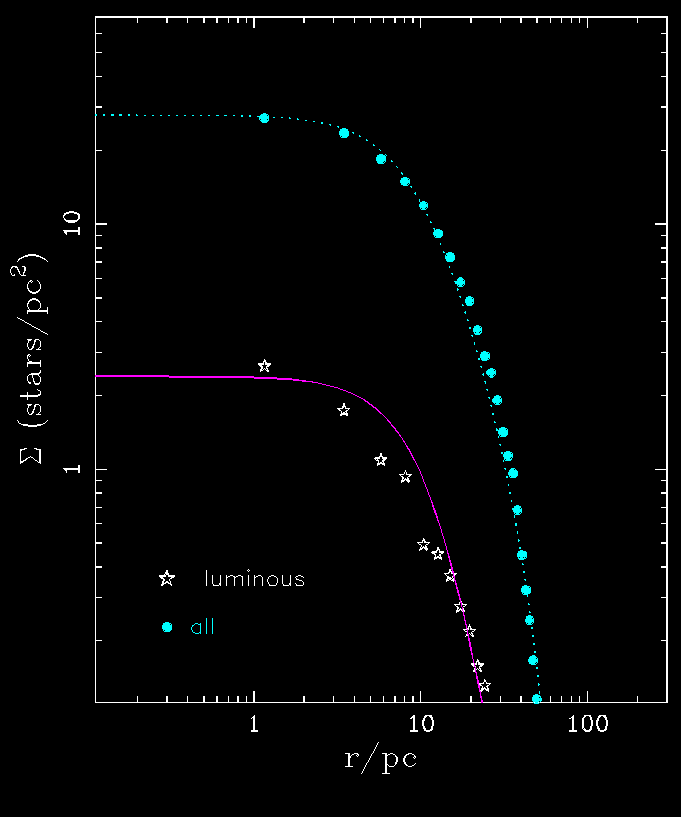 10
1
Σ (stars/pc²)
luminous
all
1 10 100
r/pc